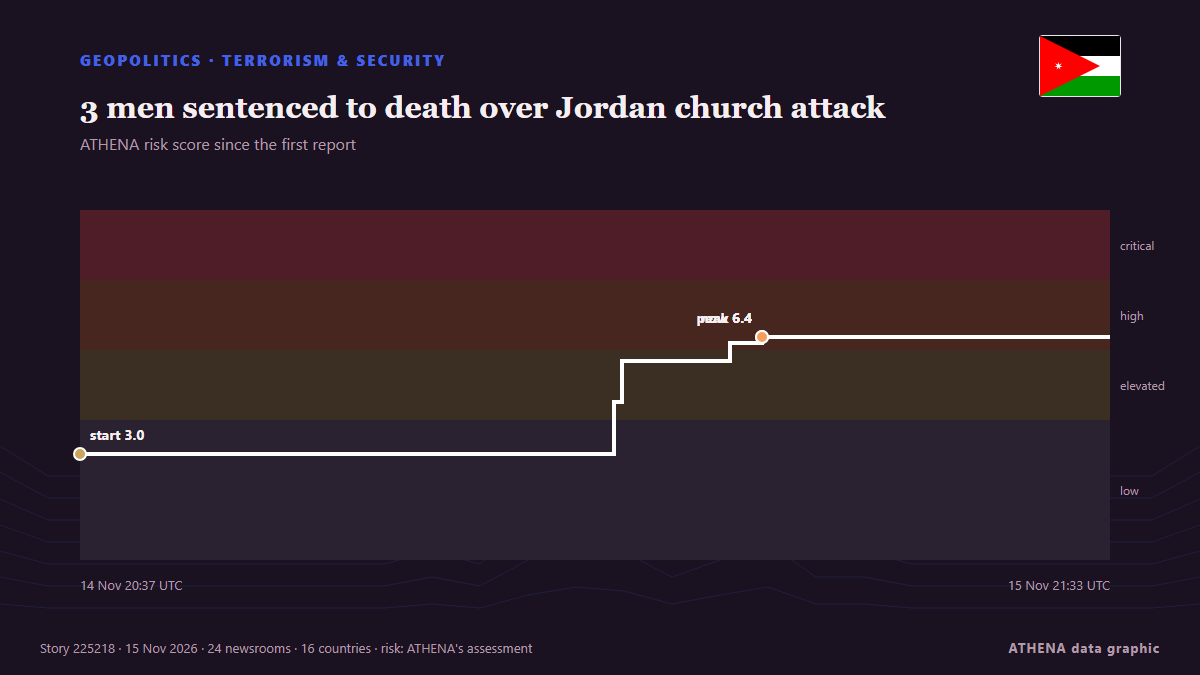 GEOPOLITICS · TERRORISM & SECURITY
3 men sentenced to death over Jordan church attack
ATHENA risk score since the first report
critical
peak 6.4
high
elevated
start 3.0
low
14 Nov 20:37 UTC
15 Nov 21:33 UTC
Story 225218 · 15 Nov 2026 · 24 newsrooms · 16 countries · risk: ATHENA's assessment
ATHENA data graphic